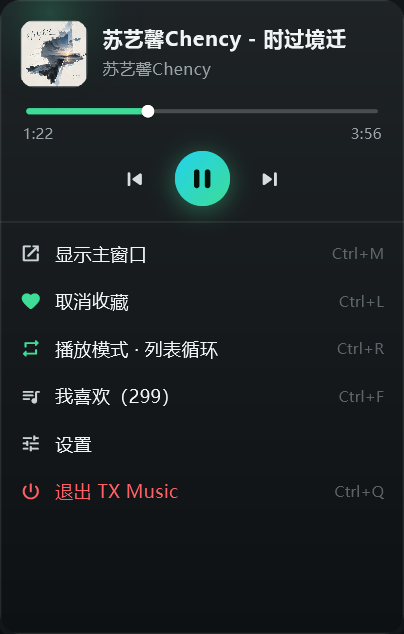 苏艺馨Chency - 时过境迁
苏艺馨Chency
1:22 3:56
显示主窗口 Ctrl+M
取消收藏 Ctrl+L
播放模式 · 列表循环 Ctrl+R
我喜欢（299） Ctrl+F
设置
退出 TX Music Ctrl+Q